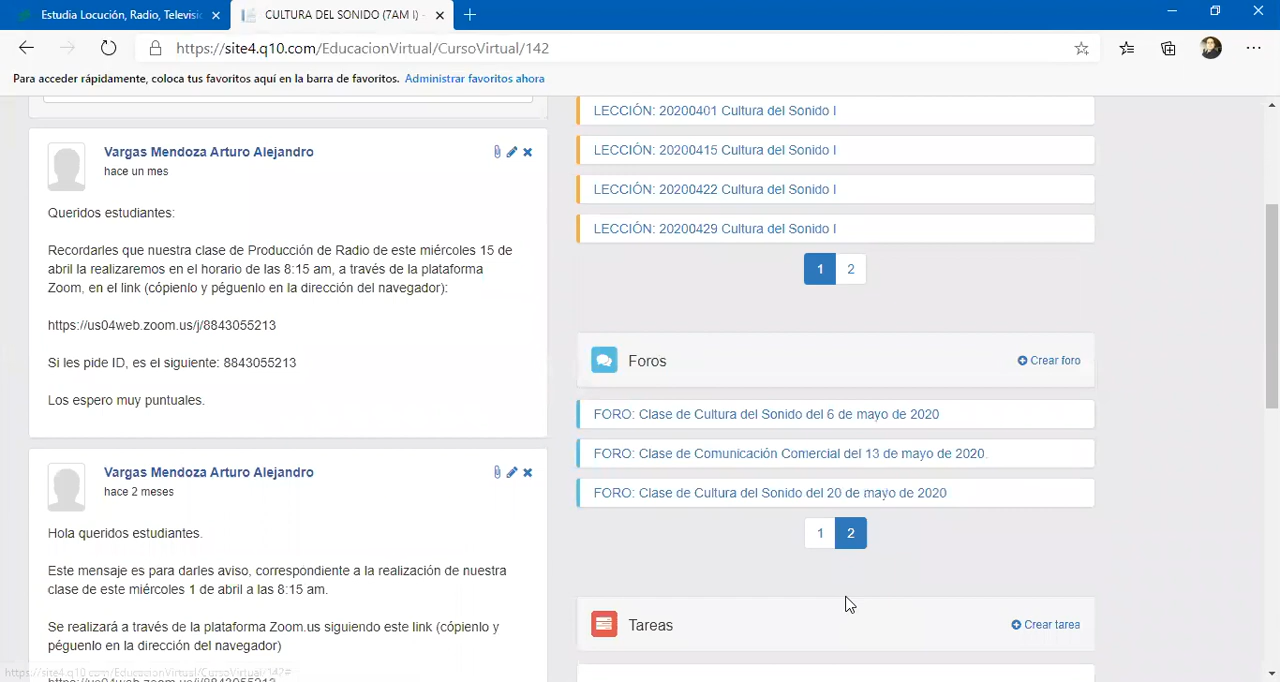 Estudia Locución, Radio, Televisi
CULTURA DEL SONIDO (7AM I) -
https://site4.q10.com/EducacionVirtual/CursoVirtual/142
Para acceder rápidamente, coloca tus favoritos aquí en la barra de favoritos. Administrar favoritos ahora
Vargas Mendoza Arturo Alejandro
hace un mes
Queridos estudiantes:
Recordarles que nuestra clase de Producción de Radio de este miércoles 15 de
abril la realizaremos en el horario de las 8:15 am, a través de la plataforma
Zoom, en el link (cópienlo y péguenlo en la dirección del navegador):
https://us04web.zoom.us/j/8843055213
Si les pide ID, es el siguiente: 8843055213
Los espero muy puntuales.
Vargas Mendoza Arturo Alejandro
hace 2 meses
Hola queridos estudiantes.
Este mensaje es para darles aviso, correspondiente a la realización de nuestra
clase de este miércoles 1 de abril a las 8:15 am.
Se realizará a través de la plataforma Zoom.us siguiendo este link (cópienlo y
péguenlo en la dirección del navegador)
https://site4.q10.com/EducacionVirtual/CursoVirtual/142#
LECCIÓN: 20200401 Cultura del Sonido I
LECCIÓN: 20200415 Cultura del Sonido I
LECCIÓN: 20200422 Cultura del Sonido I
LECCIÓN: 20200429 Cultura del Sonido I
1 2
Foros
Crear foro
FORO: Clase de Cultura del Sonido del 6 de mayo de 2020
FORO: Clase de Comunicación Comercial del 13 de mayo de 2020.
FORO: Clase de Cultura del Sonido del 20 de mayo de 2020
1 2
Tareas
Crear tarea